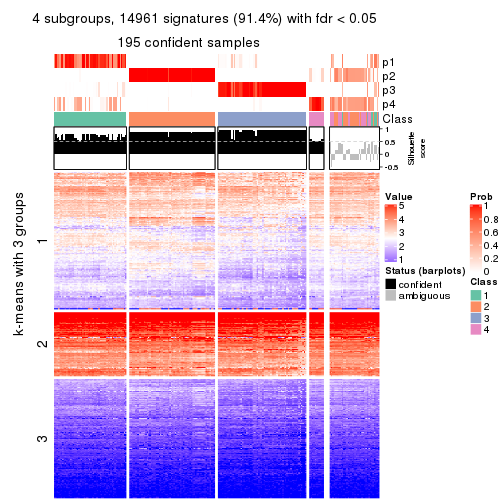 4 subgroups, 14961 signatures (91.4%) with fdr < 0.05
195 confident samples
p1
p2
p3
p4
Class
1
0.5
0
-0.5
Silhouette
score
k-means with 3 groups
1
2
3
Value
5
4
3
2
1
Status (barplots)
confident
ambiguous
Prob
1
0.8
0.6
0.4
0.2
0
Class
1
2
3
4